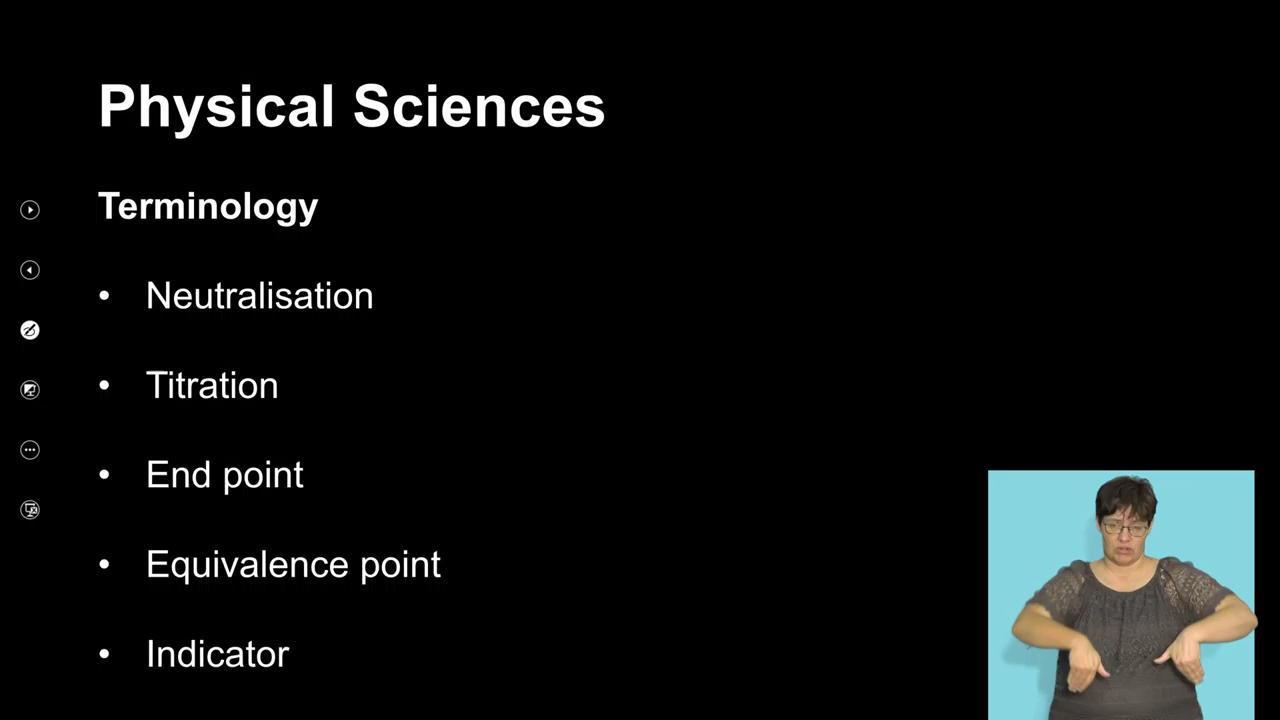 Physical Sciences
Terminology
• Neutralisation
• Titration
• End point
• Equivalence point
• Indicator